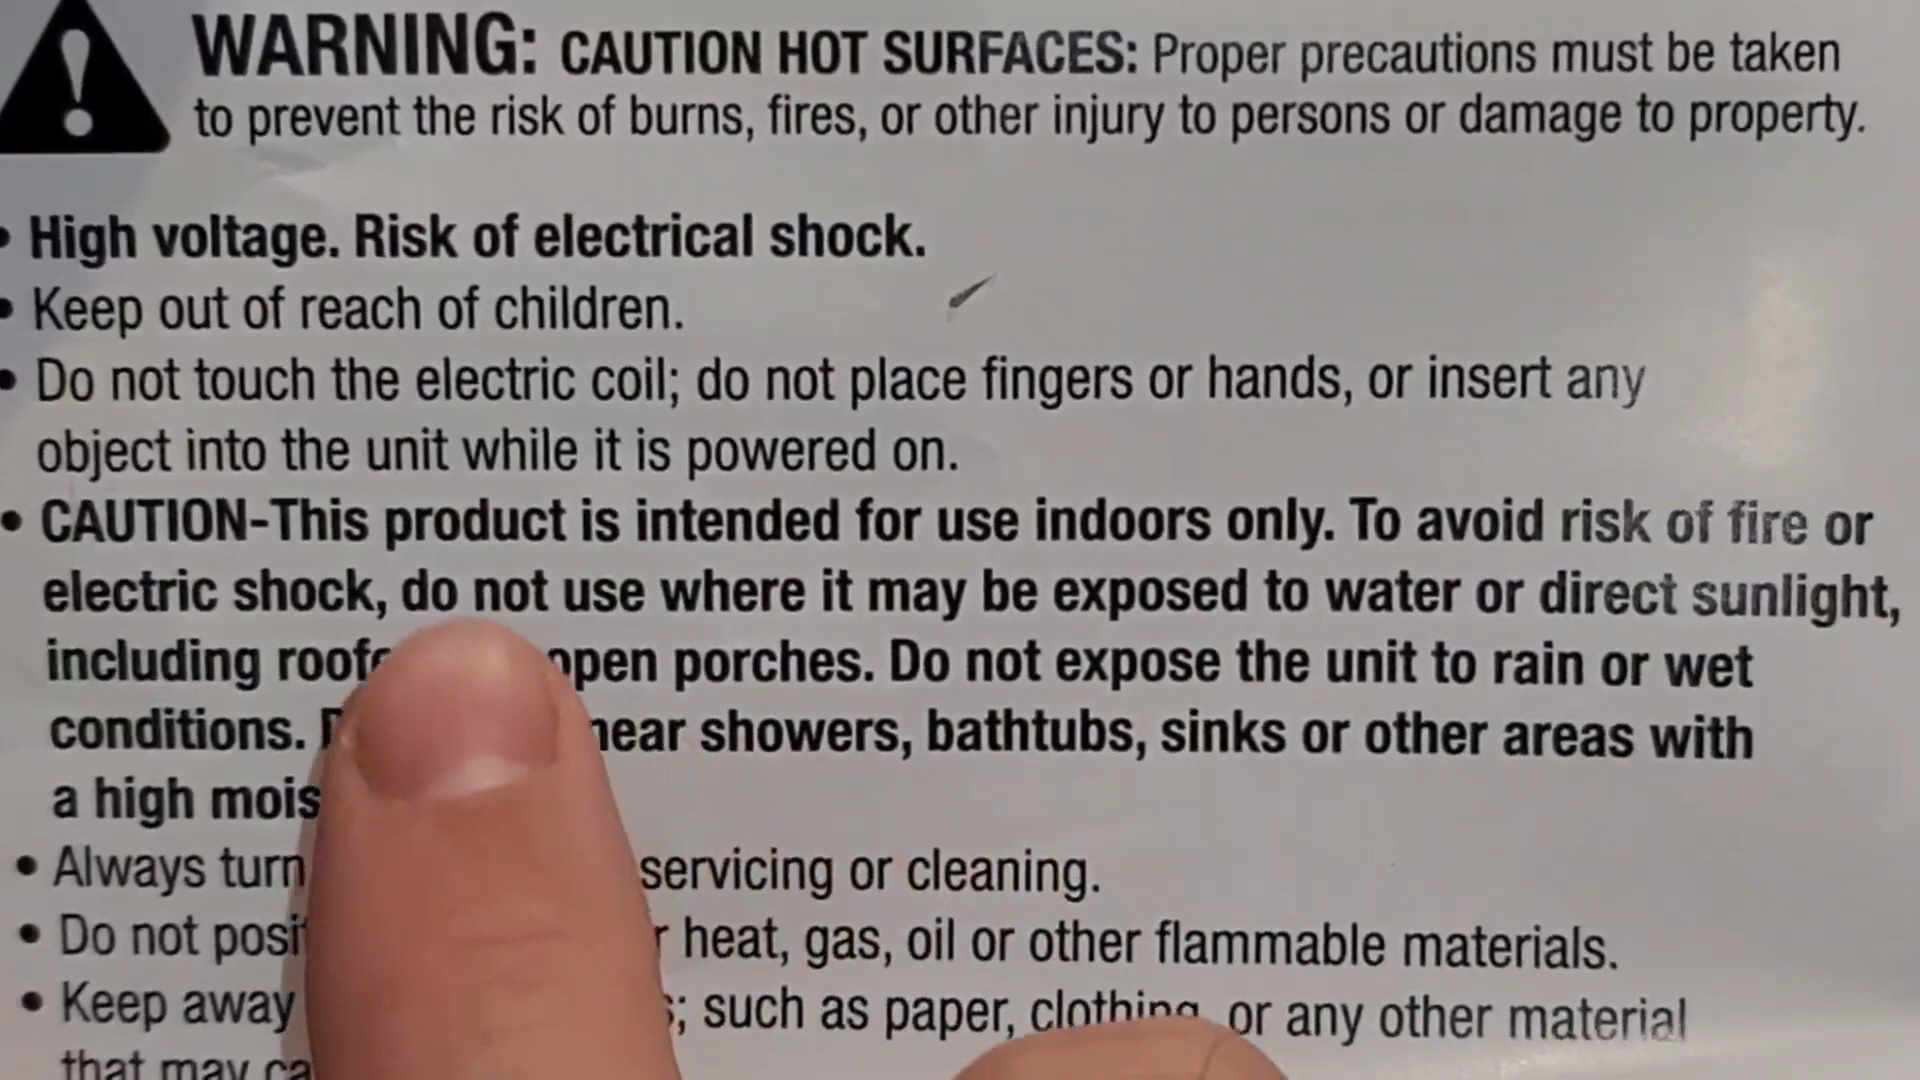 WARNING: CAUTION HOT SURFACES: Proper precautions must be taken
to prevent the risk of burns, fires, or other injury to persons or damage to property.
• High voltage. Risk of electrical shock.
• Keep out of reach of children.
• Do not touch the electric coil; do not place fingers or hands, or insert any
object into the unit while it is powered on.
• CAUTION-This product is intended for use indoors only. To avoid risk of fire or
electric shock, do not use where it may be exposed to water or direct sunlight,
including open porches. Do not expose the unit to rain or wet
conditions. near showers, bathtubs, sinks or other areas with
a high
• Always turn servicing or cleaning.
• Do not heat, gas, oil or other flammable materials.
• Keep away such as paper, clothing, or any other material
that may